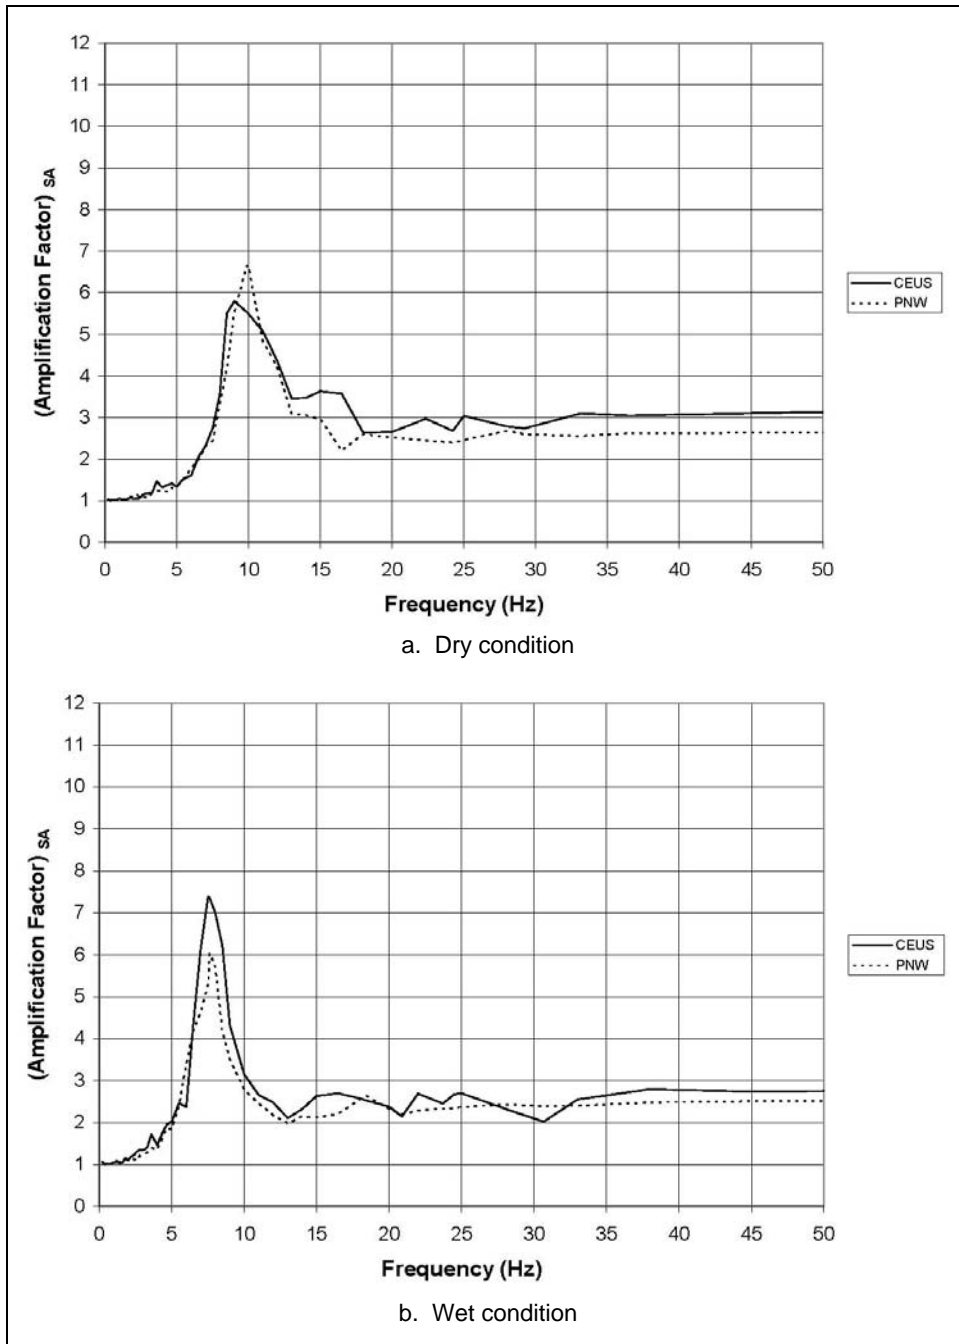 12
11
10
9
8
7
6
5
4
3
2
1
0
(Amplification Factor) SA
0 5 10 15 20 25 30 35 40 45 50
Frequency (Hz)
CEUS
PNW
a. Dry condition
12
11
10
9
8
7
6
5
4
3
2
1
0
(Amplification Factor) SA
0 5 10 15 20 25 30 35 40 45 50
Frequency (Hz)
CEUS
PNW
b. Wet condition